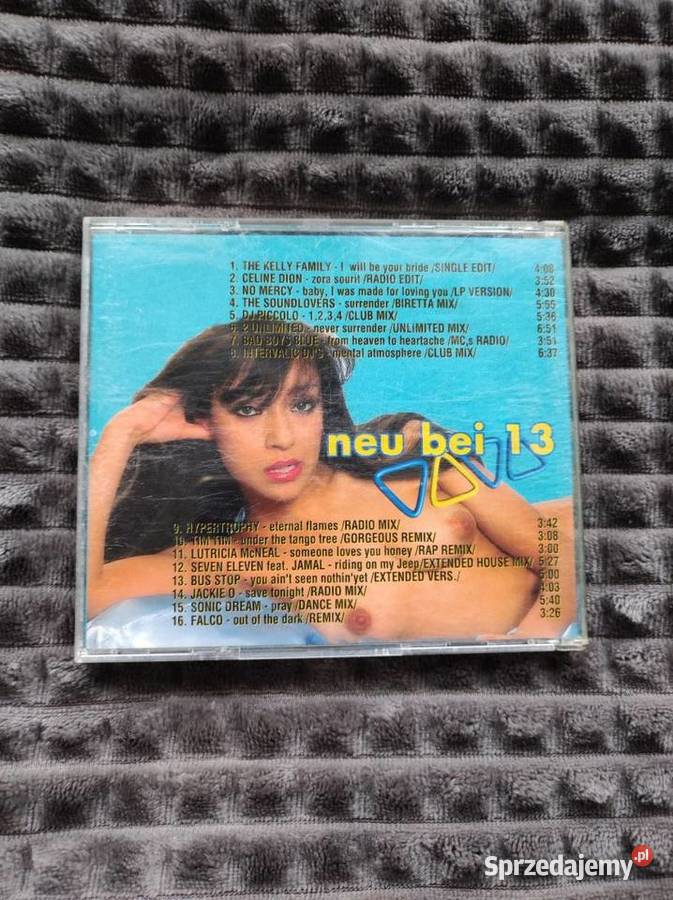 1. THE KELLY FAMILY - I will be your bride /SINGLE EDIT/ 4:08
2. CELINE DION - zora sourit /RADIO EDIT/ 3:52
3. NO MERCY - baby, I was made for loving you /LP VERSION/ 4:30
4. THE SOUNDLOVERS - surrender /BIRETTA MIX/ 5:55
5. DJ PICCOLO - 1,2,3,4 /CLUB MIX/ 5:36
6. 2 UNLIMITED - never surrender /UNLIMITED MIX/ 6:51
7. BAD BOYS BLUE - from heaven to heartache /MC,s RADIO/ 3:51
8. INTERVALIC DJ'S - mental atmosphere /CLUB MIX/ 6:37
neu bei 13
9. HYPERTROPHY - eternal flames /RADIO MIX/ 3:42
10. TIM TIM - under the tango tree /GORGEOUS REMIX/ 3:08
11. LUTRICIA McNEAL - someone loves you honey /RAP REMIX/ 3:00
12. SEVEN ELEVEN feat. JAMAL - riding on my Jeep/EXTENDED HOUSE MIX/ 5:27
13. BUS STOP - you ain't seen nothin'yet /EXTENDED VERS./ 5:00
14. JACKIE O - save tonight /RADIO MIX/ 4:03
15. SONIC DREAM - pray /DANCE MIX/ 5:40
16. FALCO - out of the dark /REMIX/ 3:26
Sprzedajemy.pl